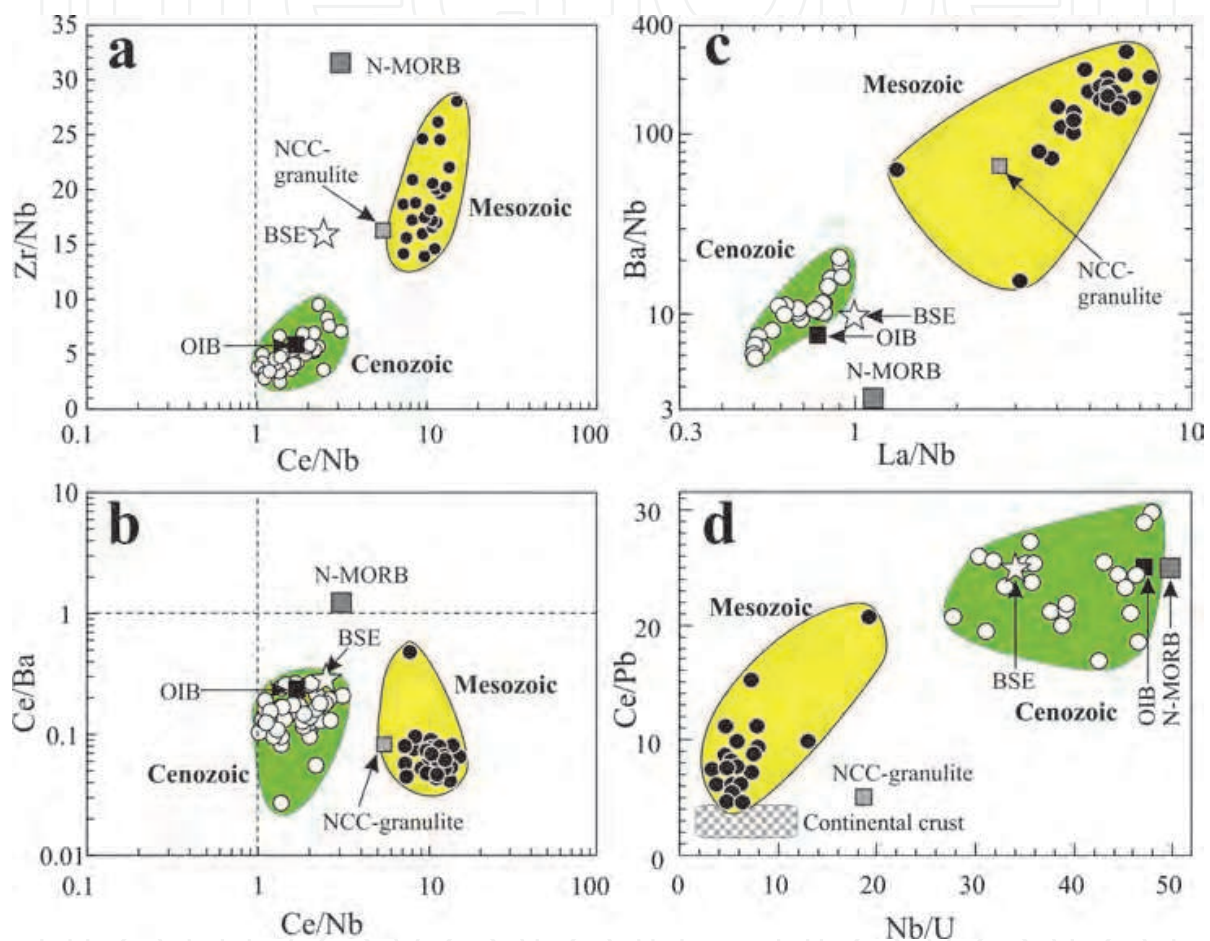 a
35
30
25
20
15
10
5
0
Zr/Nb
N-MORB
NCC-
granulite
BSE
Mesozoic
OIB
Cenozoic
0.1
1
10
100
Ce/Nb
c
400
100
10
3
Ba/Nb
Mesozoic
Cenozoic
NCC-
granulite
BSE
OIB
N-MORB
0.3
1
10
La/Nb
b
10
1
0.1
0.01
Ce/Ba
N-MORB
BSE
OIB
Mesozoic
Cenozoic
NCC-granulite
0.1
1
10
100
Ce/Nb
d
30
20
10
0
Ce/Pb
Mesozoic
BSE
Cenozoic
OIB
N-MORB
NCC-granulite
Continental crust
0
10
20
30
40
50
Nb/U